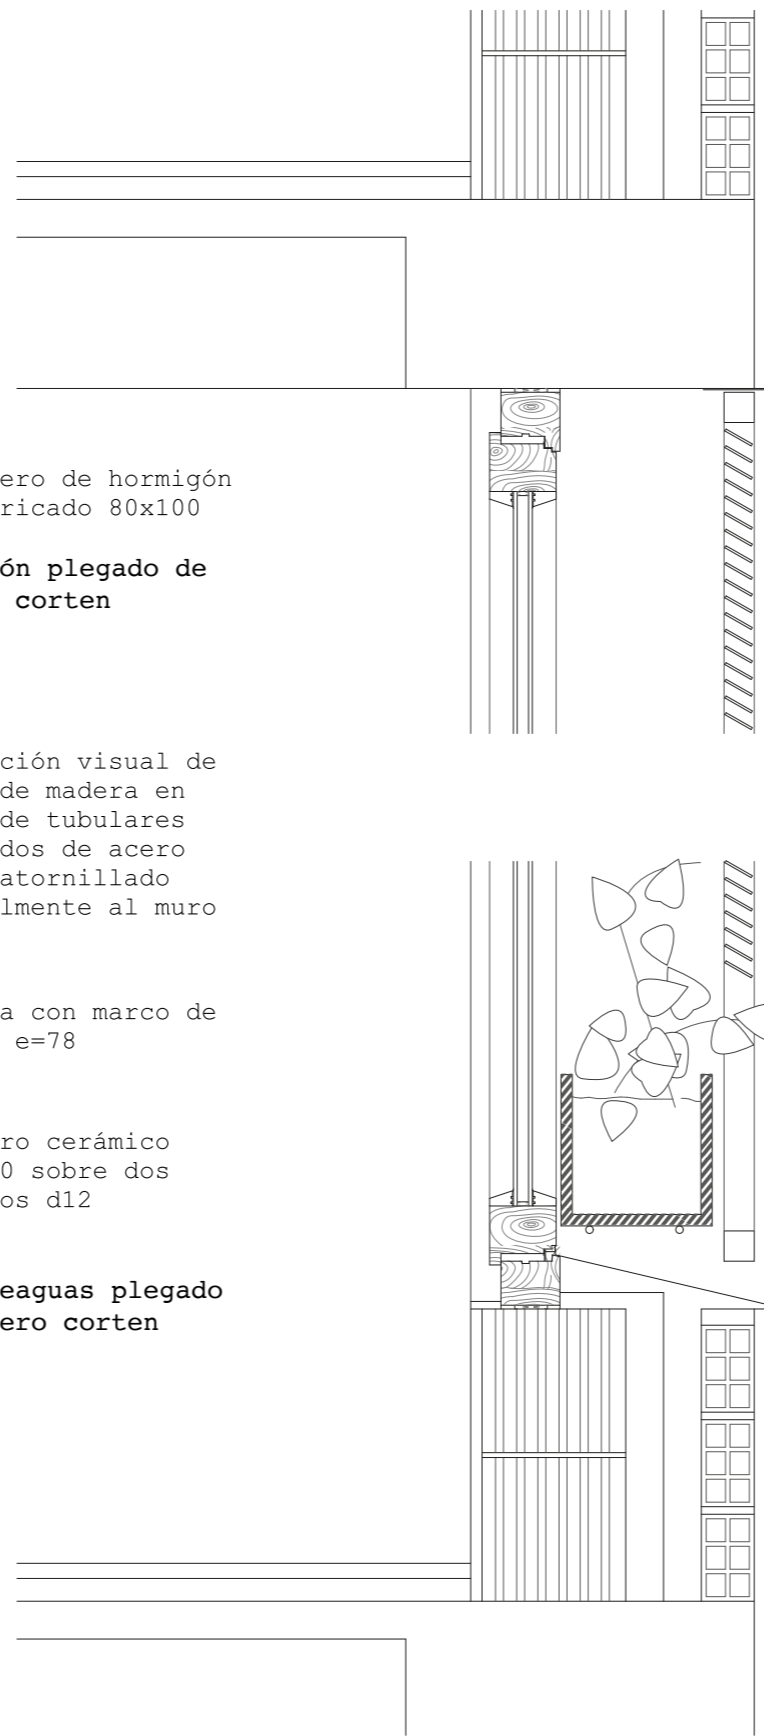 ero de hormigón
ricado 80x100
ón plegado de
corten
ción visual de
de madera en
de tubulares
dos de acero
atornillado
lmente al muro
a con marco de
e=78
ro cerámico
0 sobre dos
os d12
eaguas plegado
ero corten